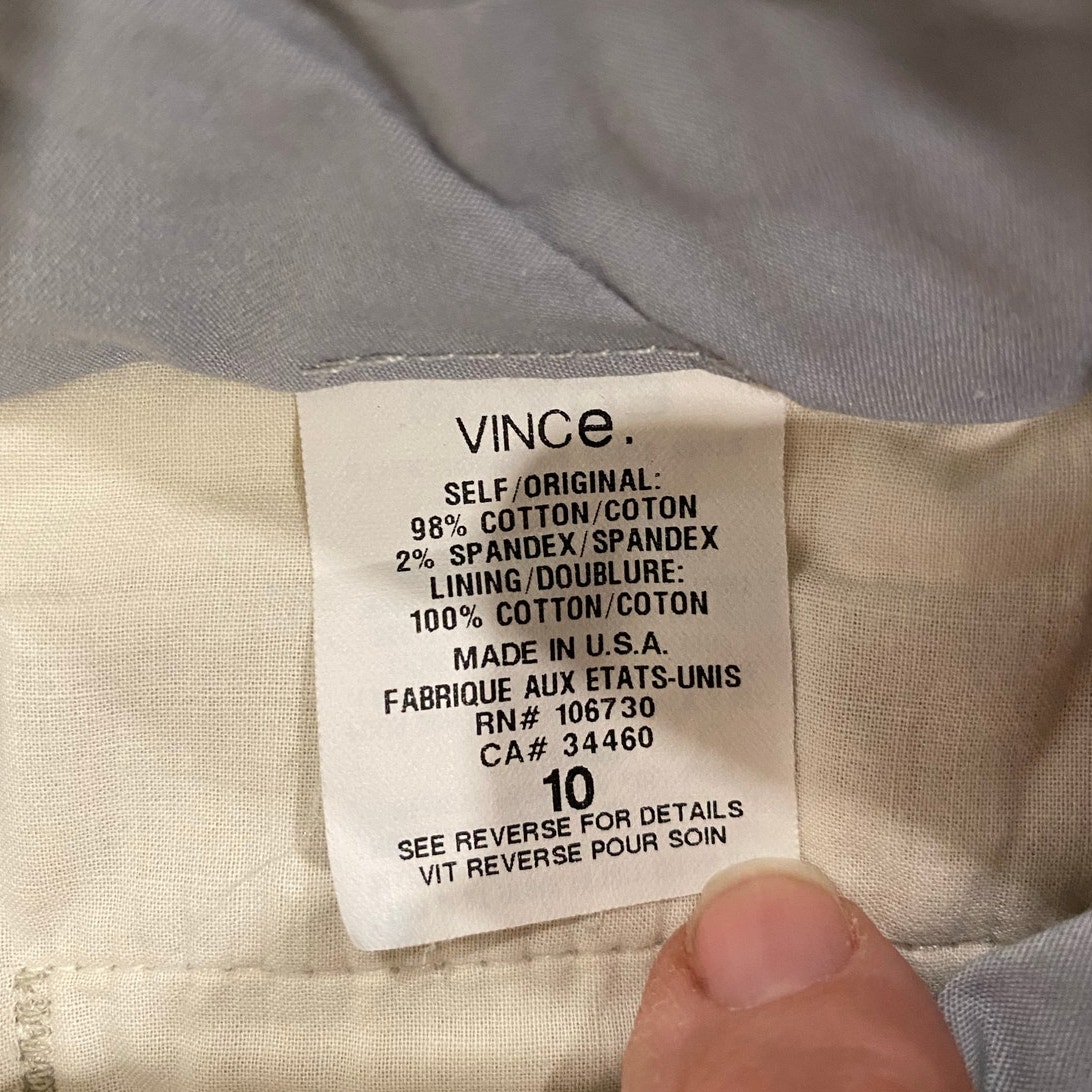 VINCe.
SELF/ORIGINAL:
98% COTTON/COTON
2% SPANDEX/SPANDEX
LINING/DOUBLURE:
100% COTTON/COTON
MADE IN U.S.A.
FABRIQUE AUX ETATS-UNIS
RN# 106730
CA# 34460
10
SEE REVERSE FOR DETAILS
VIT REVERSE POUR SOIN